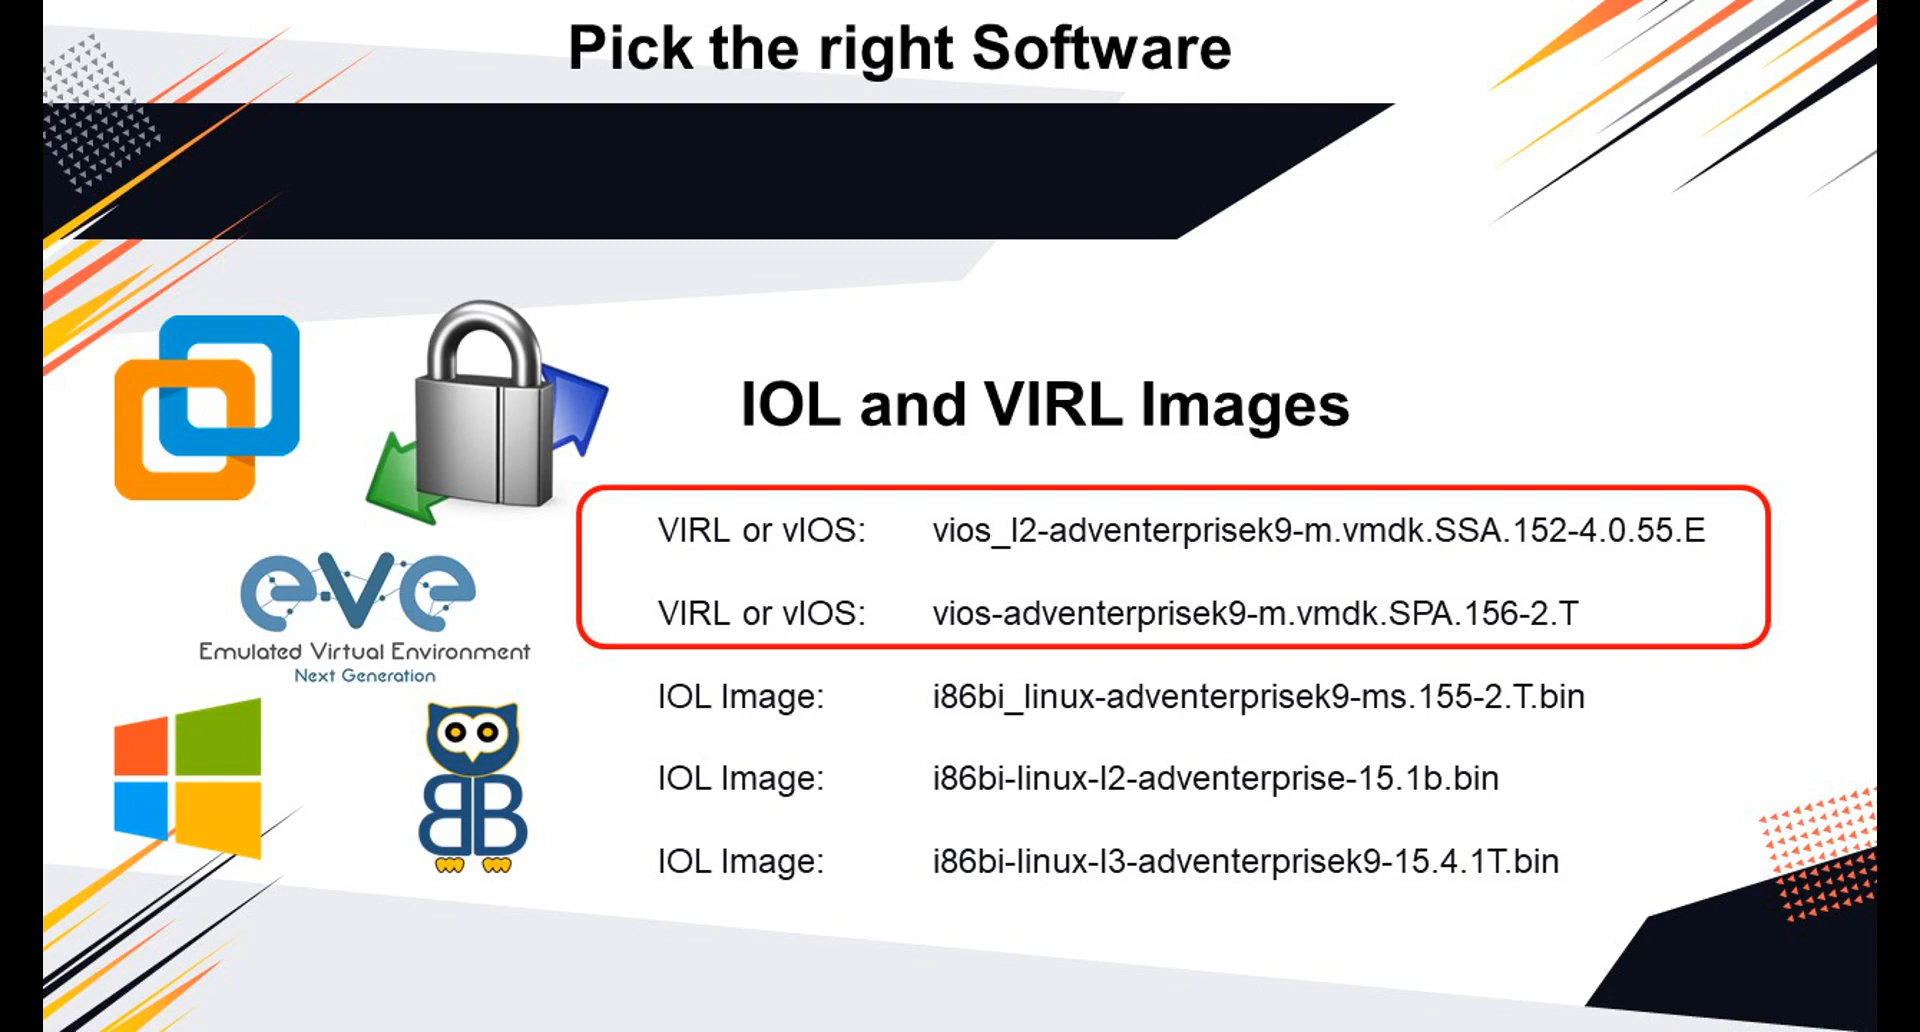 Pick the right Software
IOL and VIRL Images
VIRL or vIOS: vios_l2-adventerprisek9-m.vmdk.SSA.152-4.0.55.E
VIRL or vIOS: vios-adventerprisek9-m.vmdk.SPA.156-2.T
eve
Emulated Virtual Environment
Next Generation
IOL Image: i86bi_linux-adventerprisek9-ms.155-2.T.bin
IOL Image: i86bi-linux-l2-adventerprise-15.1b.bin
BB
IOL Image: i86bi-linux-l3-adventerprisek9-15.4.1T.bin